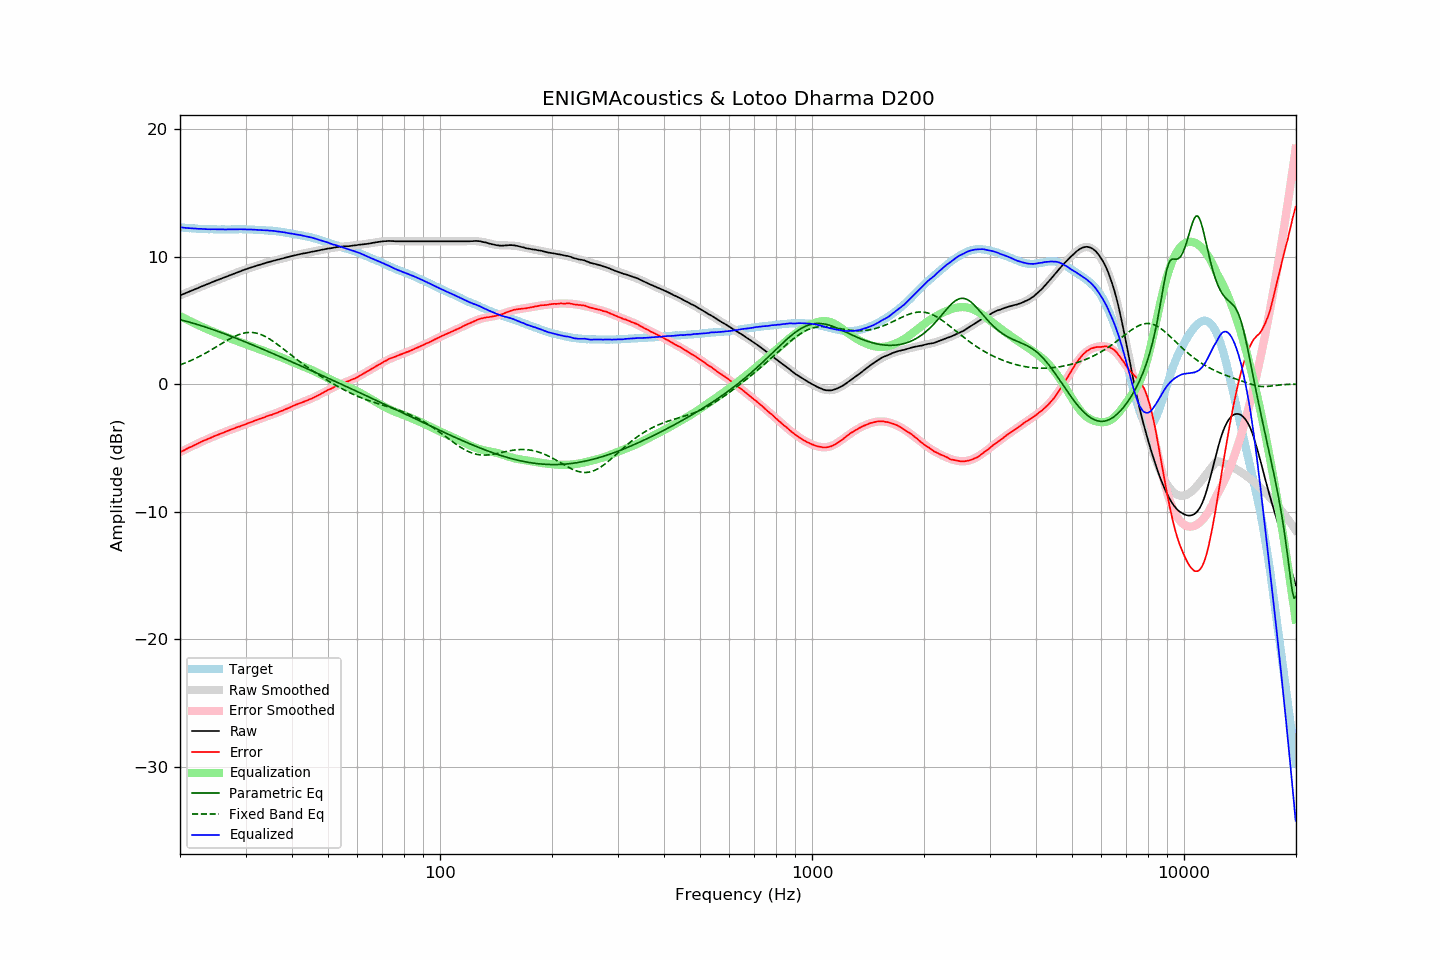 ENIGMAcoustics & Lotoo Dharma D200
20
10
0
−10
−20
−30
Amplitude (dBr)
Target
Raw Smoothed
Error Smoothed
Raw
Error
Equalization
Parametric Eq
Fixed Band Eq
Equalized
100
1000
10000
Frequency (Hz)